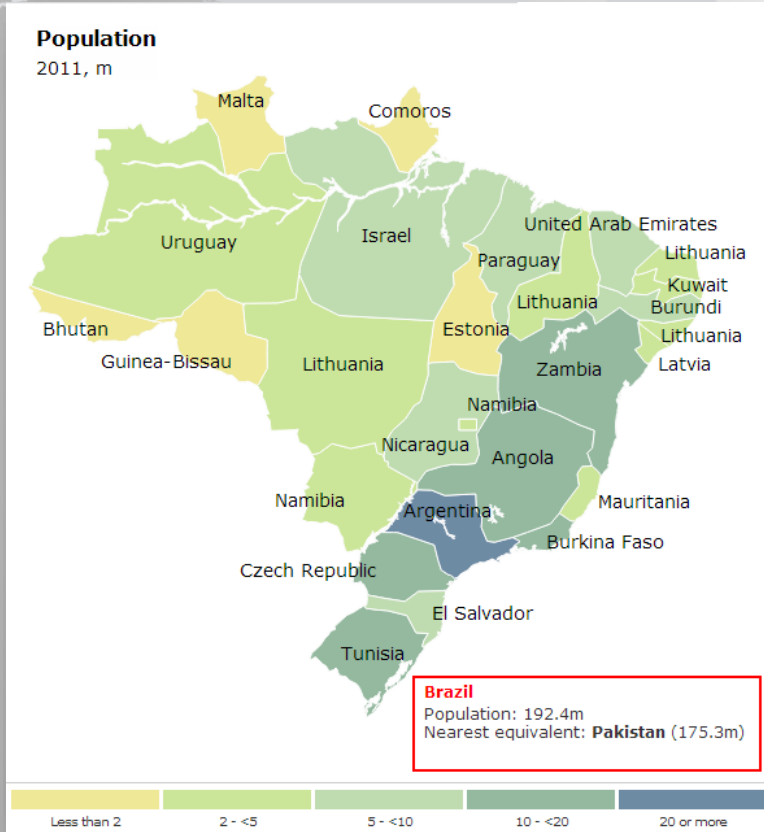 Population
2011, m
Malta
Comoros
United Arab Emirates
Uruguay
Israel
Lithuania
Paraguay
Kuwait
Lithuania
Burundi
Bhutan
Estonia
Lithuania
Guinea-Bissau
Lithuania
Zambia
Latvia
Namibia
Nicaragua
Angola
Namibia
Argentina
Mauritania
Burkina Faso
Czech Republic
El Salvador
Tunisia
Brazil
Population: 192.4m
Nearest equivalent: Pakistan (175.3m)
Less than 2
2 - <5
5 - <10
10 - <20
20 or more